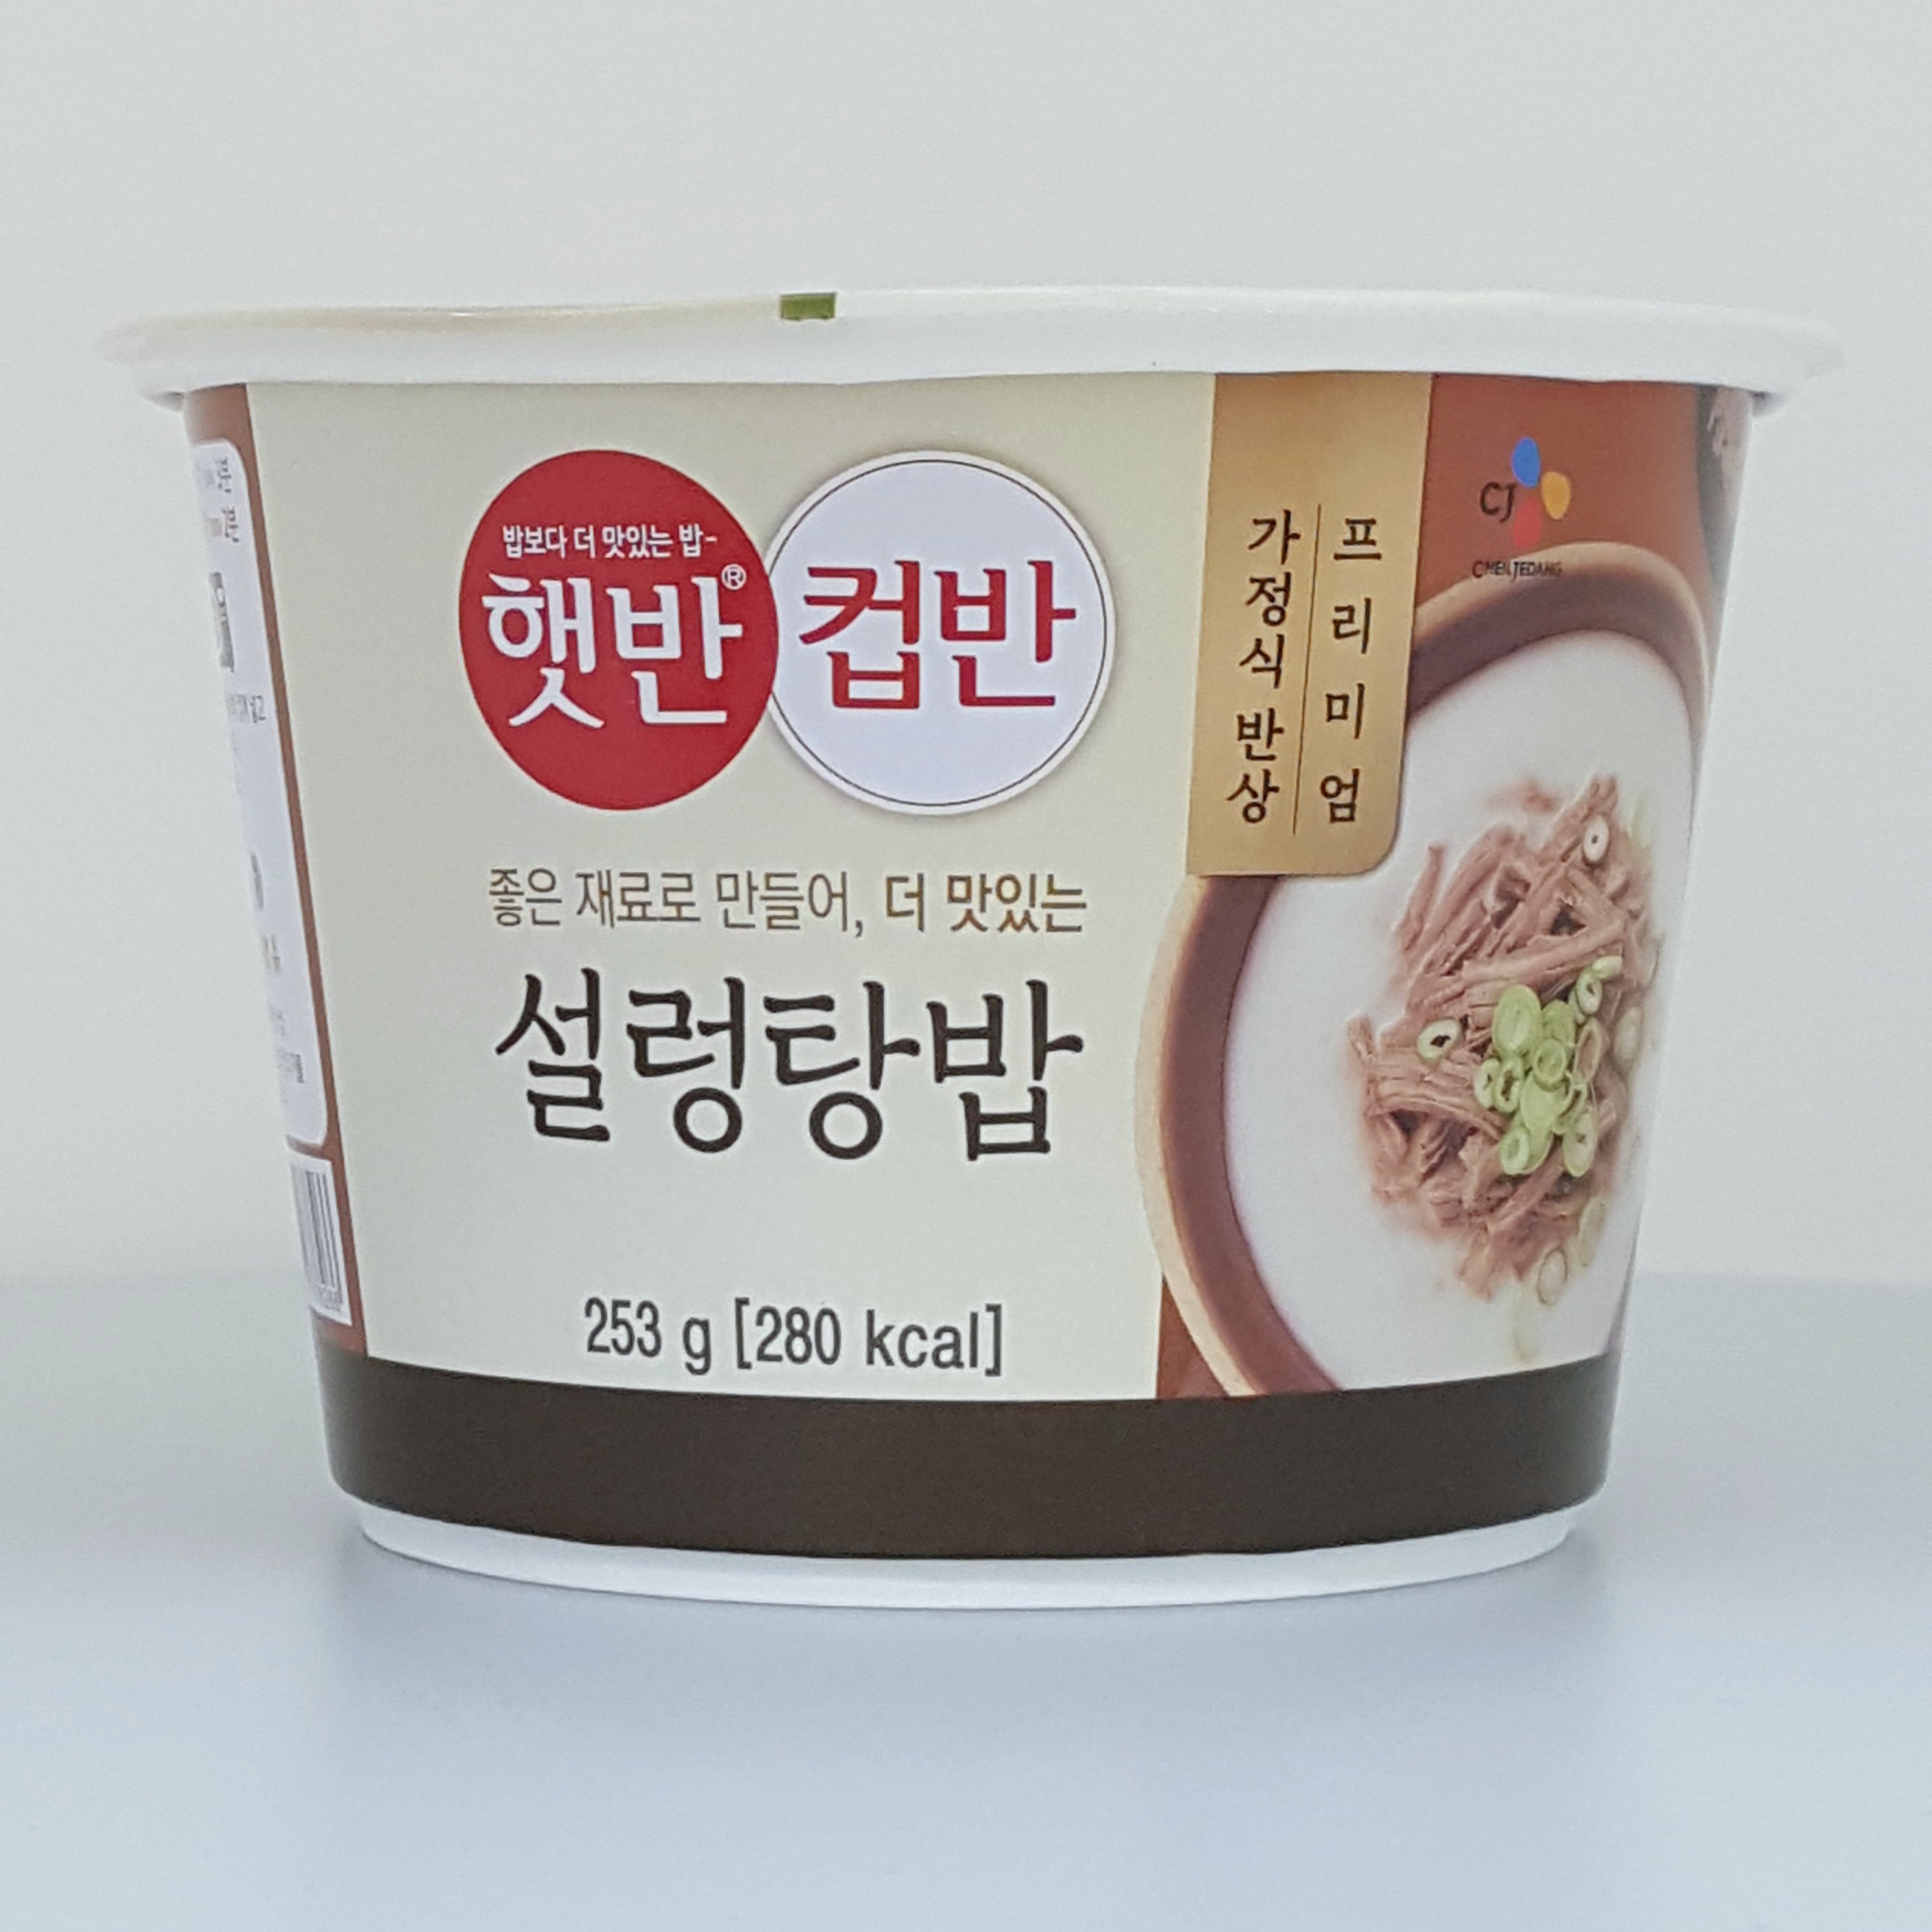 밥보다 더 맛있는 밥-
햇반®
컵반
프리미엄
가정식 반상
CJ
CHEILJEDANG
좋은 재료로 만들어, 더 맛있는
설렁탕밥
253 g [280 kcal]